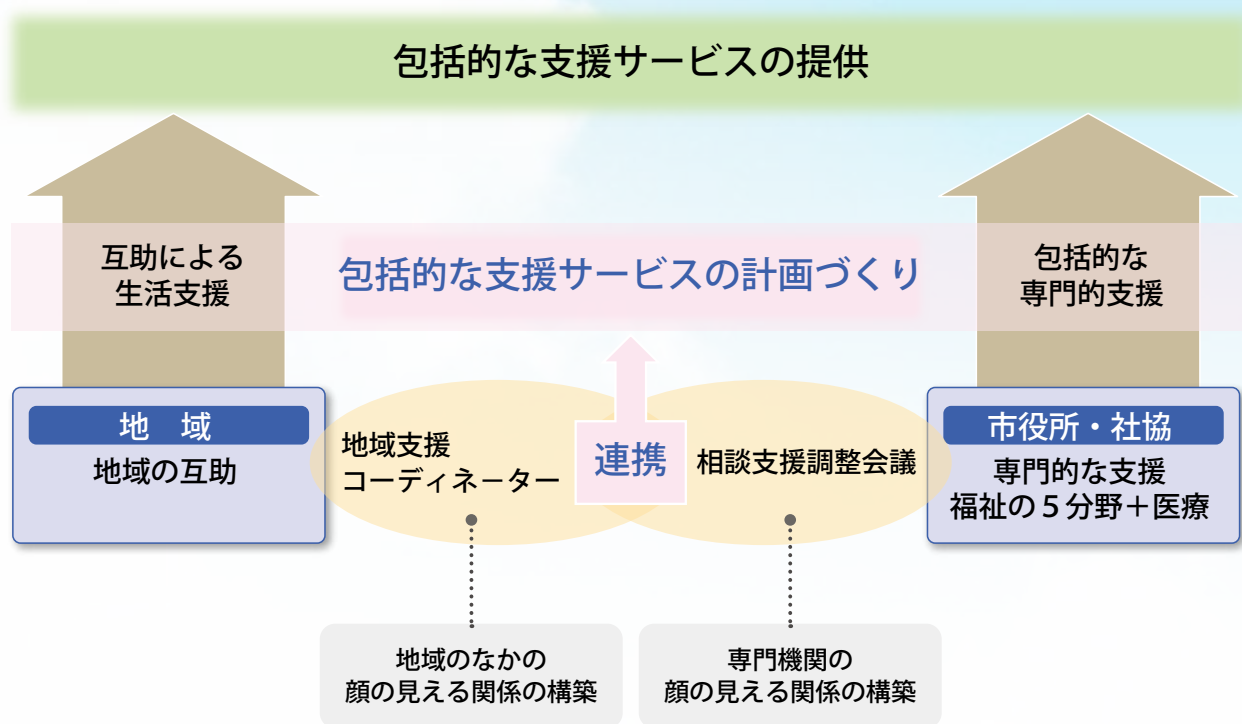 包括的な支援サービスの提供
互助による
生活支援
包括的な支援サービスの計画づくり
包括的な
専門的支援
地　域
地域の互助
地域支援
コーディネーター
連携
相談支援調整会議
市役所・社協
専門的な支援
福祉の５分野＋医療
地域のなかの
顔の見える関係の構築
専門機関の
顔の見える関係の構築